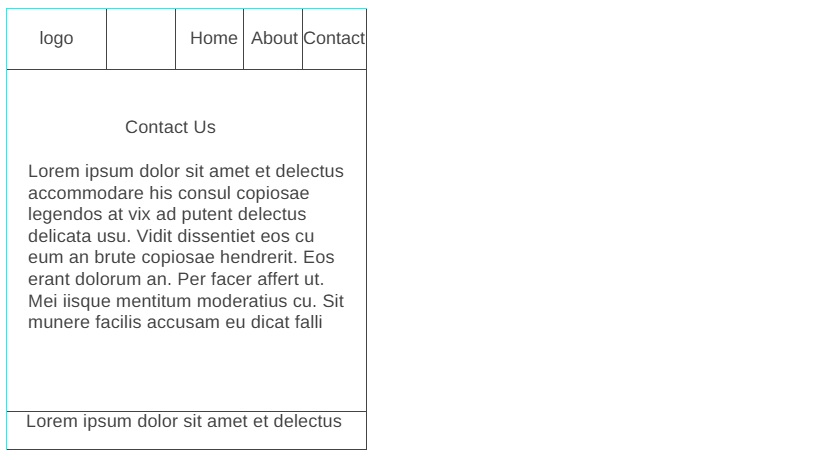 logo Home About Contact
Contact Us
Lorem ipsum dolor sit amet et delectus
accommodare his consul copiosae
legendos at vix ad putent delectus
delicata usu. Vidit dissentiet eos cu
eum an brute copiosae hendrerit. Eos
erant dolorum an. Per facer affert ut.
Mei iisque mentitum moderatius cu. Sit
munere facilis accusam eu dicat falli
Lorem ipsum dolor sit amet et delectus